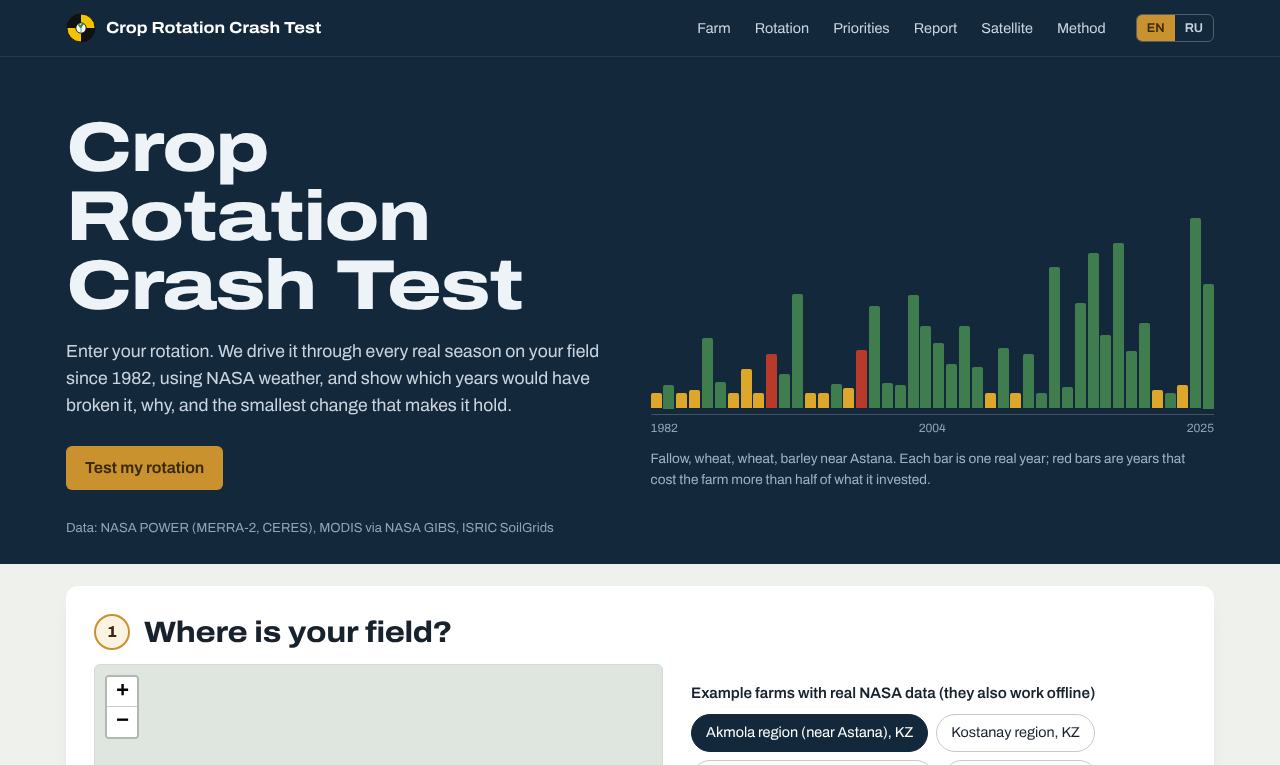 Crop Rotation Crash Test
Farm Rotation Priorities Report Satellite Method EN RU
Crop
Rotation
Crash Test
Enter your rotation. We drive it through every real season on your field
since 1982, using NASA weather, and show which years would have
broken it, why, and the smallest change that makes it hold.
Test my rotation
Data: NASA POWER (MERRA-2, CERES), MODIS via NASA GIBS, ISRIC SoilGrids
1982 2004 2025
Fallow, wheat, wheat, barley near Astana. Each bar is one real year; red bars are years that
cost the farm more than half of what it invested.
1 Where is your field?
+
−
Example farms with real NASA data (they also work offline)
Akmola region (near Astana), KZ Kostanay region, KZ